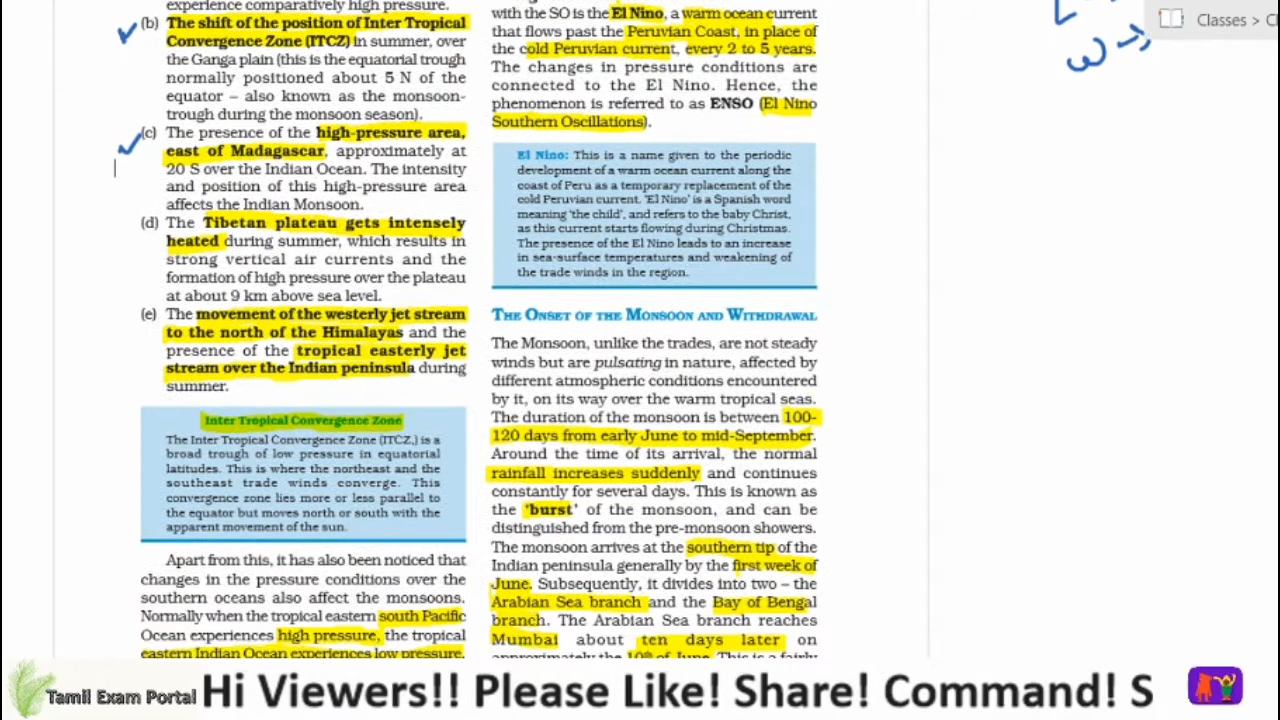 experience comparatively high pressure.
(b) The shift of the position of Inter Tropical
Convergence Zone (ITCZ) in summer, over
the Ganga plain (this is the equatorial trough
normally positioned about 5 N of the
equator – also known as the monsoon-
trough during the monsoon season).
(c) The presence of the high-pressure area,
east of Madagascar, approximately at
20 S over the Indian Ocean. The intensity
and position of this high-pressure area
affects the Indian Monsoon.
(d) The Tibetan plateau gets intensely
heated during summer, which results in
strong vertical air currents and the
formation of high pressure over the plateau
at about 9 km above sea level.
(e) The movement of the westerly jet stream
to the north of the Himalayas and the
presence of the tropical easterly jet
stream over the Indian peninsula during
summer.
Inter Tropical Convergence Zone
The Inter Tropical Convergence Zone (ITCZ,) is a
broad trough of low pressure in equatorial
latitudes. This is where the northeast and the
southeast trade winds converge. This
convergence zone lies more or less parallel to
the equator but moves north or south with the
apparent movement of the sun.
Apart from this, it has also been noticed that
changes in the pressure conditions over the
southern oceans also affect the monsoons.
Normally when the tropical eastern south Pacific
Ocean experiences high pressure, the tropical
eastern Indian Ocean experiences low pressure.
with the SO is the El Nino, a warm ocean current
that flows past the Peruvian Coast, in place of
the cold Peruvian current, every 2 to 5 years.
The changes in pressure conditions are
connected to the El Nino. Hence, the
phenomenon is referred to as ENSO (El Nino
Southern Oscillations).
El Nino: This is a name given to the periodic
development of a warm ocean current along the
coast of Peru as a temporary replacement of the
cold Peruvian current. 'El Nino' is a Spanish word
meaning 'the child', and refers to the baby Christ,
as this current starts flowing during Christmas.
The presence of the El Nino leads to an increase
in sea-surface temperatures and weakening of
the trade winds in the region.
THE ONSET OF THE MONSOON AND WITHDRAWAL
The Monsoon, unlike the trades, are not steady
winds but are pulsating in nature, affected by
different atmospheric conditions encountered
by it, on its way over the warm tropical seas.
The duration of the monsoon is between 100-
120 days from early June to mid-September.
Around the time of its arrival, the normal
rainfall increases suddenly and continues
constantly for several days. This is known as
the 'burst' of the monsoon, and can be
distinguished from the pre-monsoon showers.
The monsoon arrives at the southern tip of the
Indian peninsula generally by the first week of
June. Subsequently, it divides into two – the
Arabian Sea branch and the Bay of Bengal
branch. The Arabian Sea branch reaches
Mumbai about ten days later on
approximately the 10th of June. This is a fairly
Classes > C
Tamil Exam Portal
Hi Viewers!! Please Like! Share! Command! S